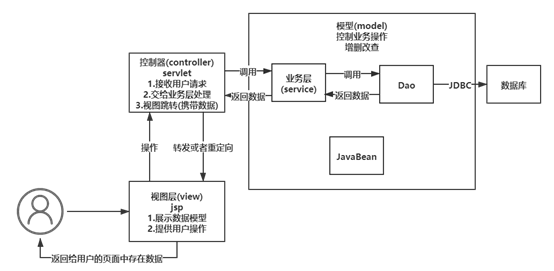 模型(model)
控制业务操作
增删改查
控制器(controller)
servlet
1.接收用户请求
2.交给业务层处理
3.视图跳转(携带数据)
调用
返回数据
业务层
(service)
调用
返回数据
Dao
JDBC
数据库
JavaBean
操作
转发或者重定向
视图层(view)
jsp
1.展示数据模型
2.提供用户操作
返回给用户的页面中存在数据